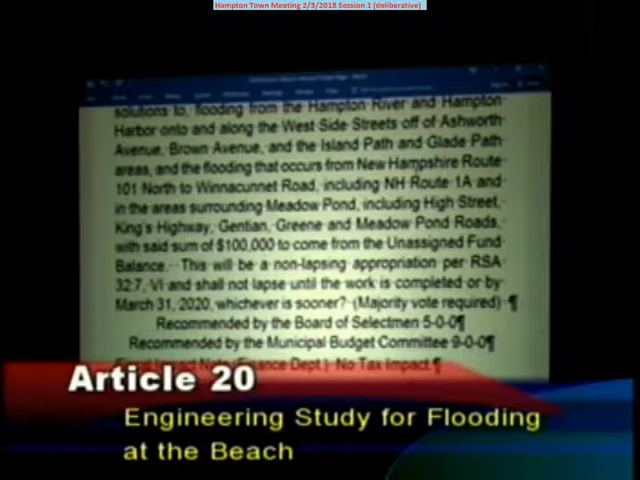 Hampton Town Meeting 2/3/2018 Session 1 (deliberative)
solutions to, flooding from the Hampton River and Hampton
Harbor onto and along the West Side Streets off of Ashworth
Avenue, Brown Avenue, and the Island Path and Glade Path
areas, and the flooding that occurs from New Hampshire Route
101 North to Winnacunnet Road, including NH Route 1A and
in the areas surrounding Meadow Pond, including High Street,
King's Highway, Gentian, Greene and Meadow Pond Roads,
with said sum of $100,000 to come from the Unassigned Fund
Balance. This will be a non-lapsing appropriation per RSA
32:7, VI and shall not lapse until the work is completed or by
March 31, 2020, whichever is sooner? (Majority vote required) ¶
Recommended by the Board of Selectmen 5-0-0¶
Recommended by the Municipal Budget Committee 9-0-0¶
Finance Dept.) No Tax Impact.¶
Article 20
Engineering Study for Flooding
at the Beach